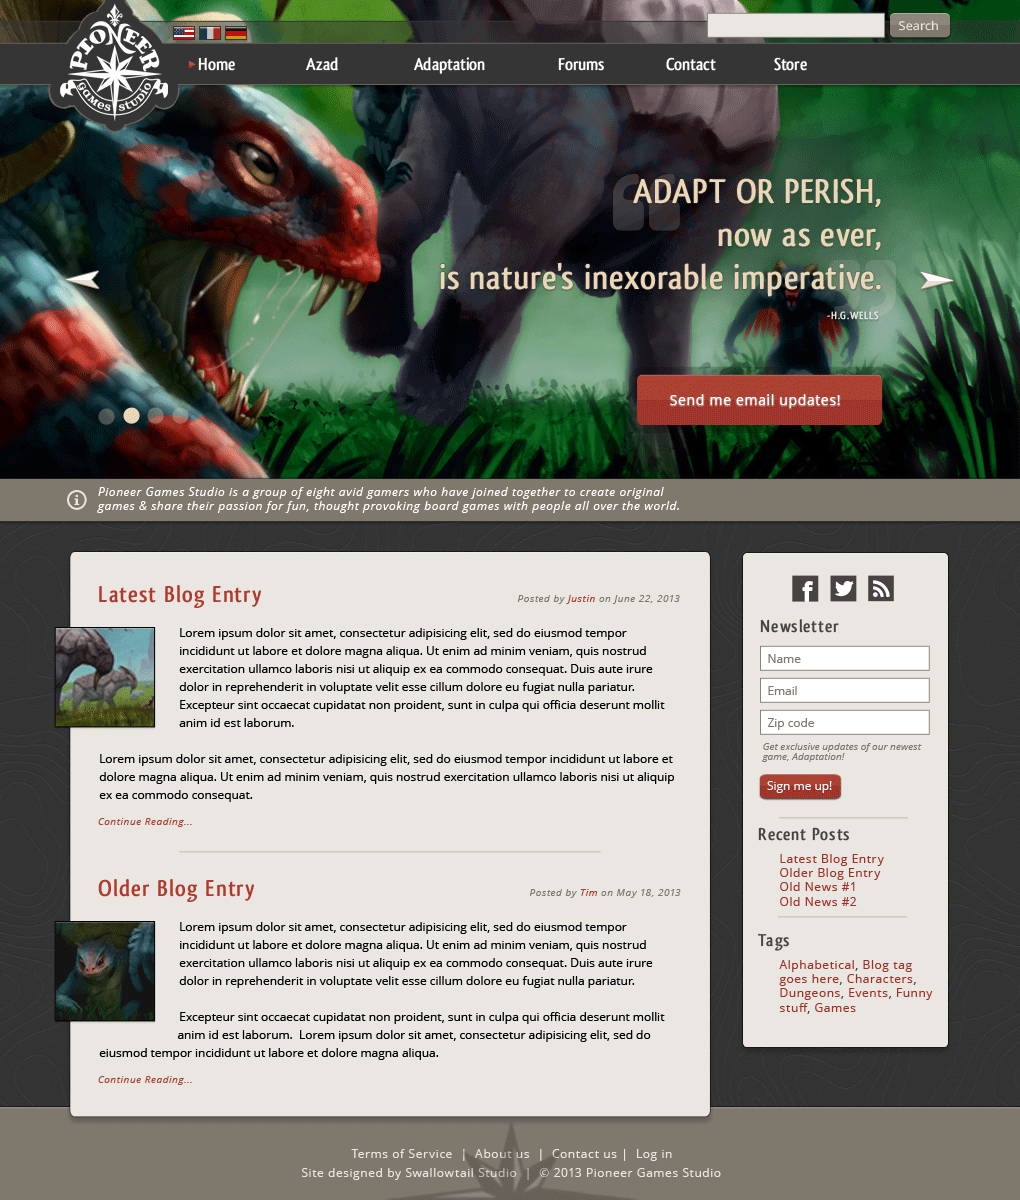 PIONEER
Games Studio
Search
Home
Azad
Adaptation
Forums
Contact
Store
ADAPT OR PERISH,
now as ever,
is nature's inexorable imperative.
-H.G.WELLS
Send me email updates!
Pioneer Games Studio is a group of eight avid gamers who have joined together to create original
games & share their passion for fun, thought provoking board games with people all over the world.
Latest Blog Entry
Posted by Justin on June 22, 2013
Lorem ipsum dolor sit amet, consectetur adipisicing elit, sed do eiusmod tempor
incididunt ut labore et dolore magna aliqua. Ut enim ad minim veniam, quis nostrud
exercitation ullamco laboris nisi ut aliquip ex ea commodo consequat. Duis aute irure
dolor in reprehenderit in voluptate velit esse cillum dolore eu fugiat nulla pariatur.
Excepteur sint occaecat cupidatat non proident, sunt in culpa qui officia deserunt mollit
anim id est laborum.
Lorem ipsum dolor sit amet, consectetur adipisicing elit, sed do eiusmod tempor incididunt ut labore et
dolore magna aliqua. Ut enim ad minim veniam, quis nostrud exercitation ullamco laboris nisi ut aliquip
ex ea commodo consequat.
Continue Reading...
Older Blog Entry
Posted by Tim on May 18, 2013
Lorem ipsum dolor sit amet, consectetur adipisicing elit, sed do eiusmod tempor
incididunt ut labore et dolore magna aliqua. Ut enim ad minim veniam, quis nostrud
exercitation ullamco laboris nisi ut aliquip ex ea commodo consequat. Duis aute irure
dolor in reprehenderit in voluptate velit esse cillum dolore eu fugiat nulla pariatur.
Excepteur sint occaecat cupidatat non proident, sunt in culpa qui officia deserunt mollit
anim id est laborum.  Lorem ipsum dolor sit amet, consectetur adipisicing elit, sed do
eiusmod tempor incididunt ut labore et dolore magna aliqua.
Continue Reading...
Newsletter
Name
Email
Zip code
Get exclusive updates of our newest
game, Adaptation!
Sign me up!
Recent Posts
Latest Blog Entry
Older Blog Entry
Old News #1
Old News #2
Tags
Alphabetical, Blog tag
goes here, Characters,
Dungeons, Events, Funny
stuff, Games
Terms of Service | About us | Contact us | Log in
Site designed by Swallowtail Studio | © 2013 Pioneer Games Studio